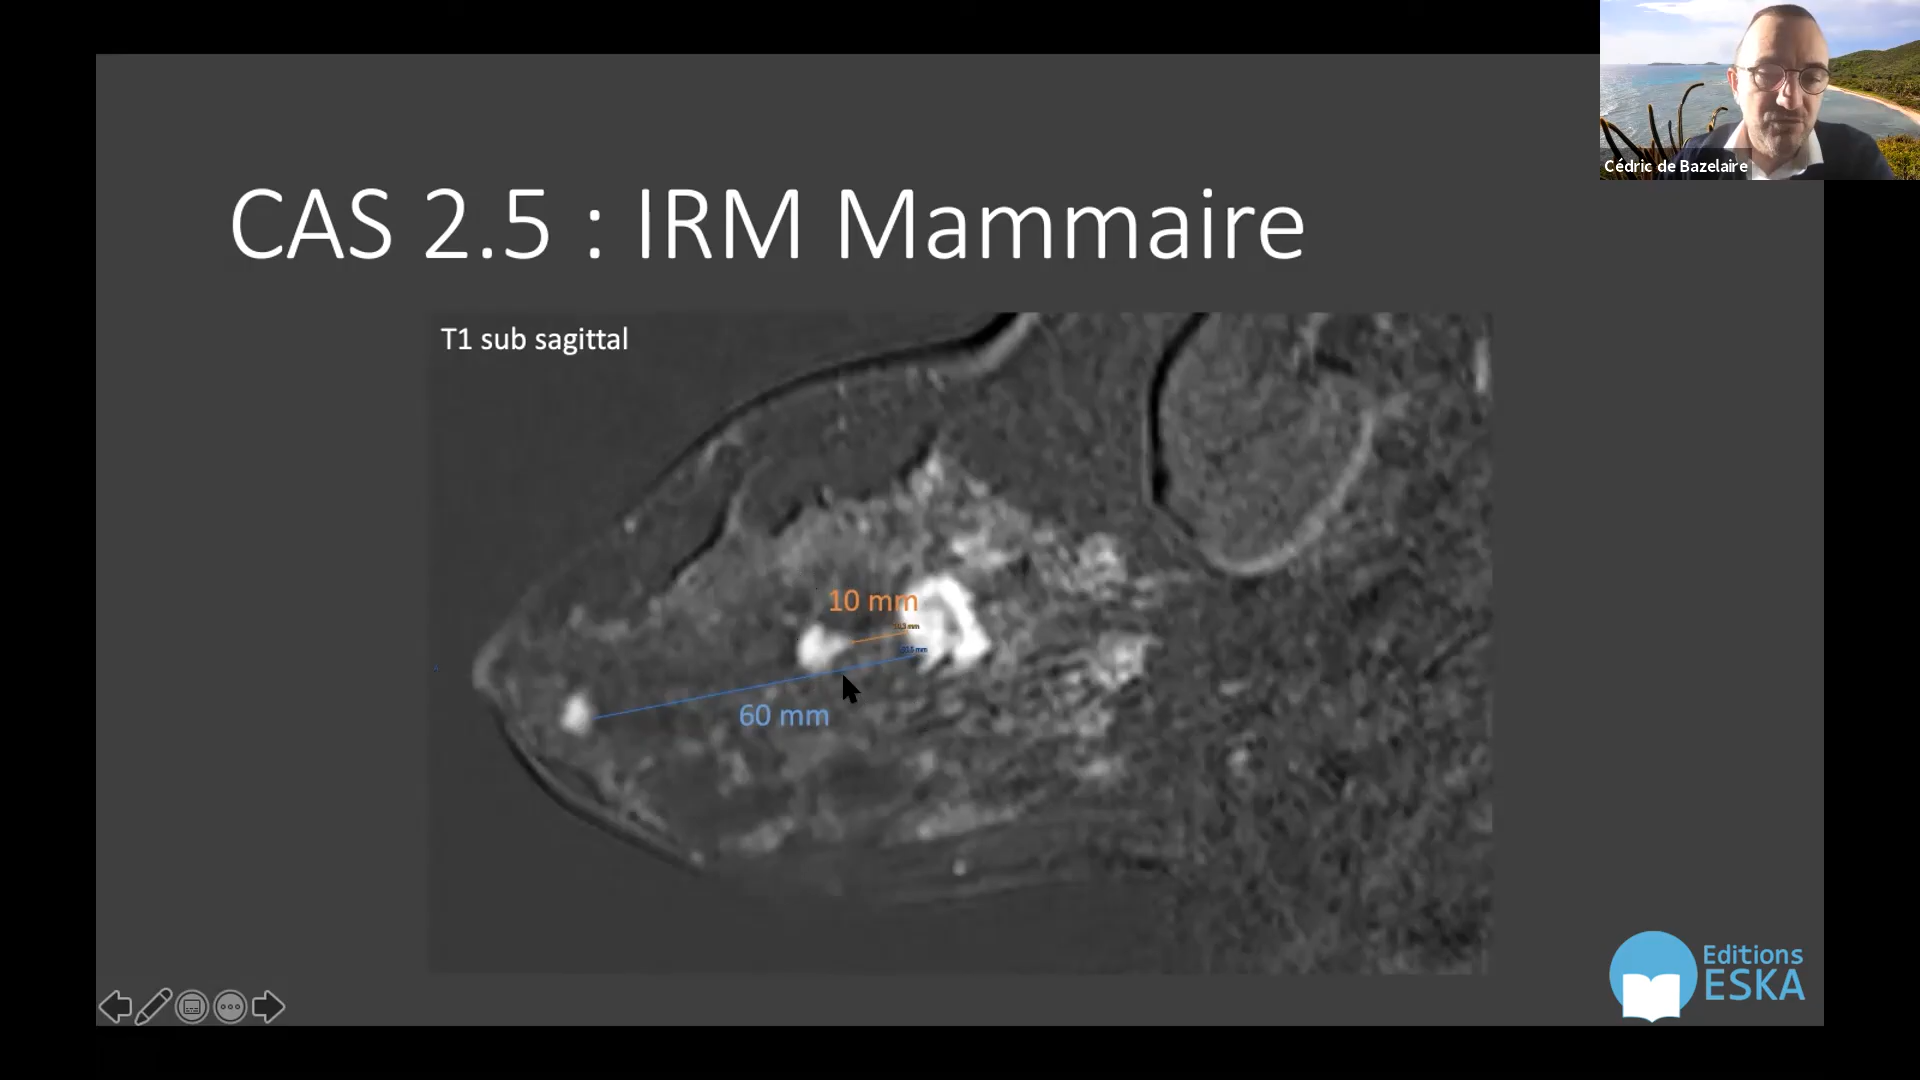 Cédric de Bazelaire
CAS 2.5 : IRM Mammaire
T1 sub sagittal
10 mm
60 mm
Editions
ESKA